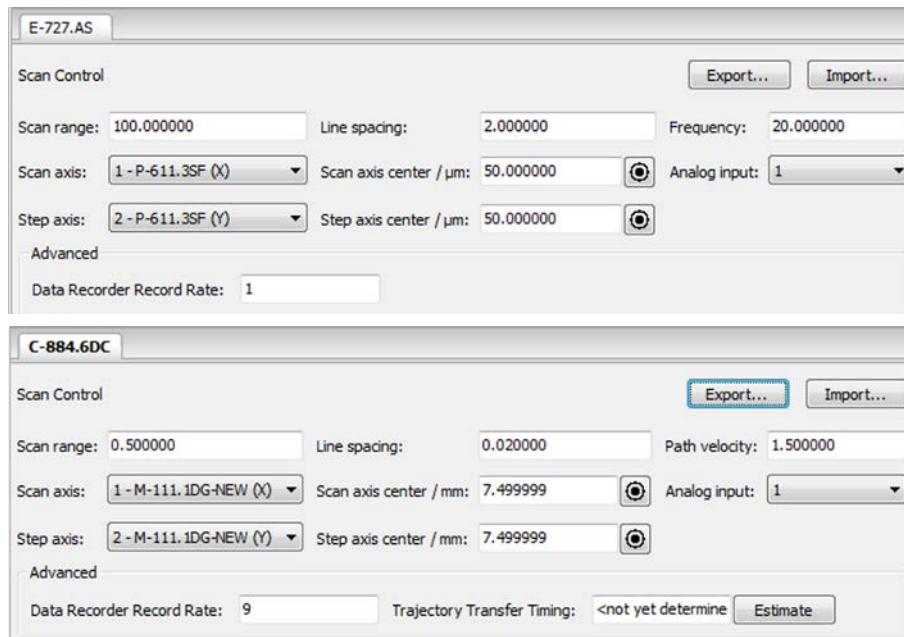 E-727.AS
Scan Control Export... Import...
Scan range: 100.000000 Line spacing: 2.000000 Frequency: 20.000000
Scan axis: 1 - P-611.3SF (X) Scan axis center / µm: 50.000000 Analog input: 1
Step axis: 2 - P-611.3SF (Y) Step axis center / µm: 50.000000
Advanced
Data Recorder Record Rate: 1
C-884.6DC
Scan Control Export... Import...
Scan range: 0.500000 Line spacing: 0.020000 Path velocity: 1.500000
Scan axis: 1 - M-111.1DG-NEW (X) Scan axis center / mm: 7.499999 Analog input: 1
Step axis: 2 - M-111.1DG-NEW (Y) Step axis center / mm: 7.499999
Advanced
Data Recorder Record Rate: 9 Trajectory Transfer Timing: <not yet determine Estimate